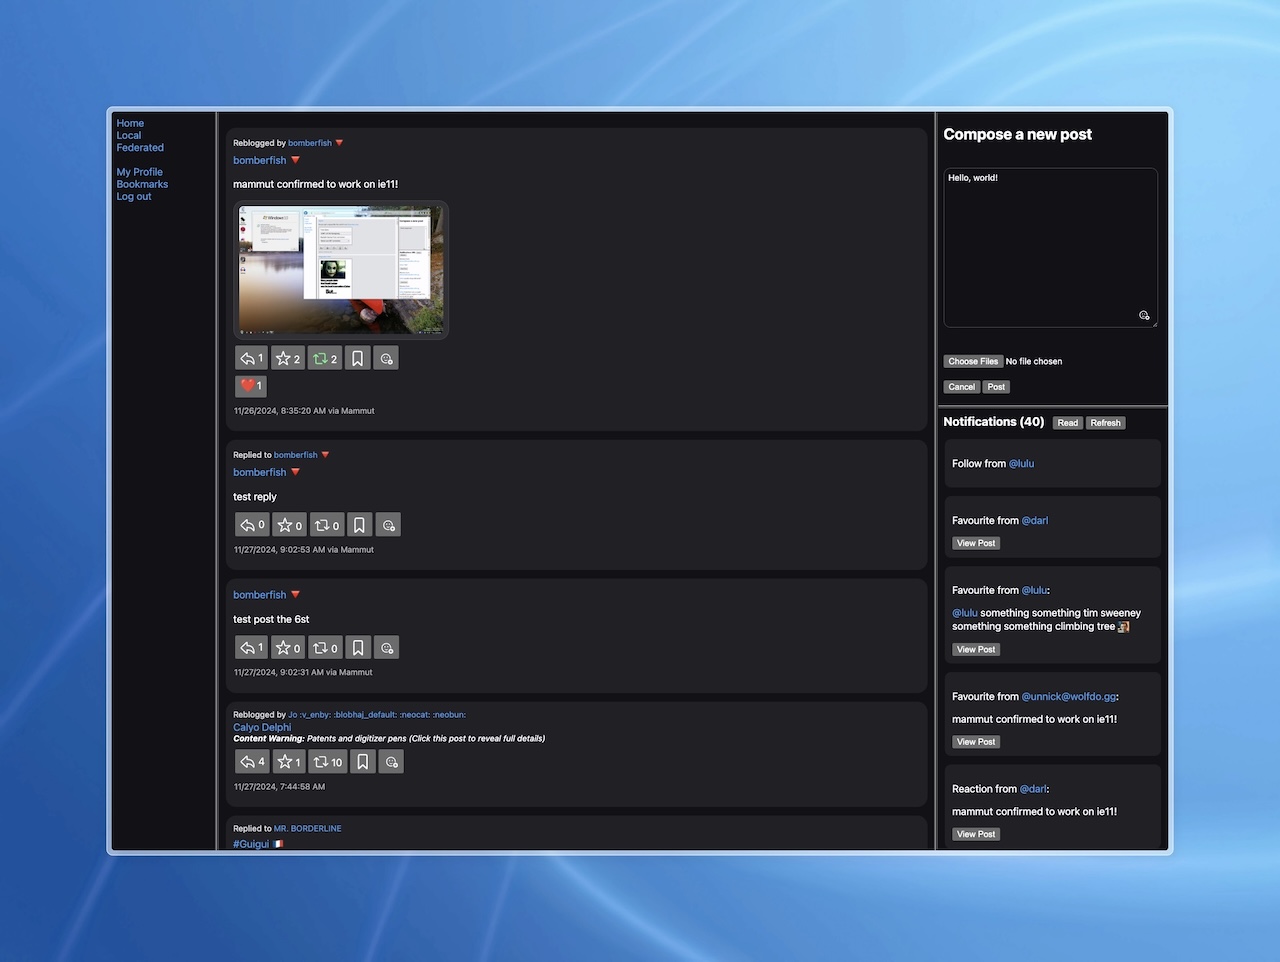 Home
Local
Federated
My Profile
Bookmarks
Log out
Reblogged by bomberfish 🔻
bomberfish 🔻
mammut confirmed to work on ie11!
1 2 2
❤️ 1
11/26/2024, 8:35:20 AM via Mammut
Replied to bomberfish 🔻
bomberfish 🔻
test reply
0 0 0
11/27/2024, 9:02:53 AM via Mammut
bomberfish 🔻
test post the 6st
1 0 0
11/27/2024, 9:02:31 AM via Mammut
Reblogged by Jo :v_enby: :blobhaj_default: :neocat: :neobun:
Calyo Delphi
Content Warning: Patents and digitizer pens (Click this post to reveal full details)
4 1 10
11/27/2024, 7:44:58 AM
Replied to MR. BORDERLINE
#Guigui 🇫🇷
Compose a new post
Hello, world!
Choose Files No file chosen
Cancel Post
Notifications (40) Read Refresh
Follow from @lulu
Favourite from @darl
View Post
Favourite from @lulu:
@lulu something something tim sweeney
something something climbing tree
View Post
Favourite from @unnick@wolfdo.gg:
mammut confirmed to work on ie11!
View Post
Reaction from @darl:
mammut confirmed to work on ie11!
View Post